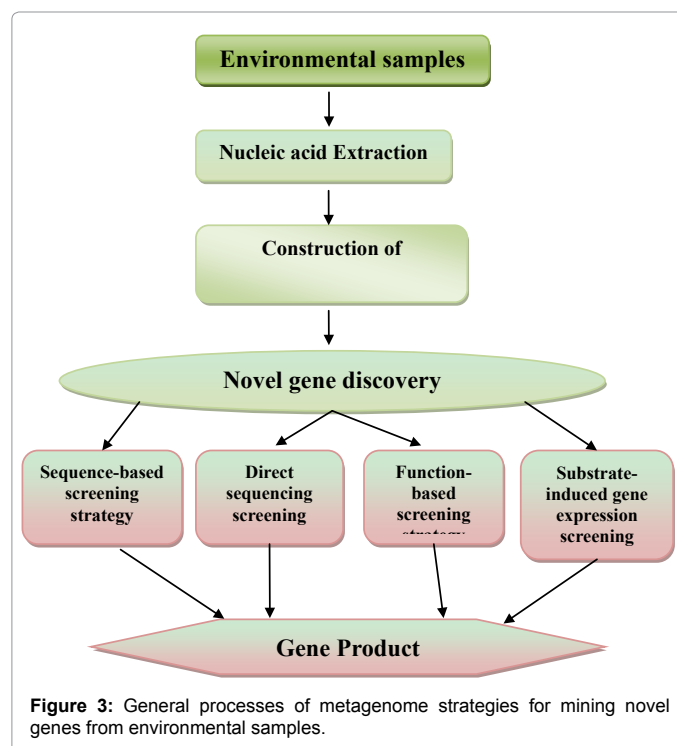 Environmental samples
Nucleic acid Extraction
Construction of
Novel gene discovery
Sequence-based
screening
strategy
Direct
sequencing
screening
Function-
based
screening
strategy
Substrate-
induced gene
expression
screening
Gene Product
Figure 3: General processes of metagenome strategies for mining novel
genes from environmental samples.